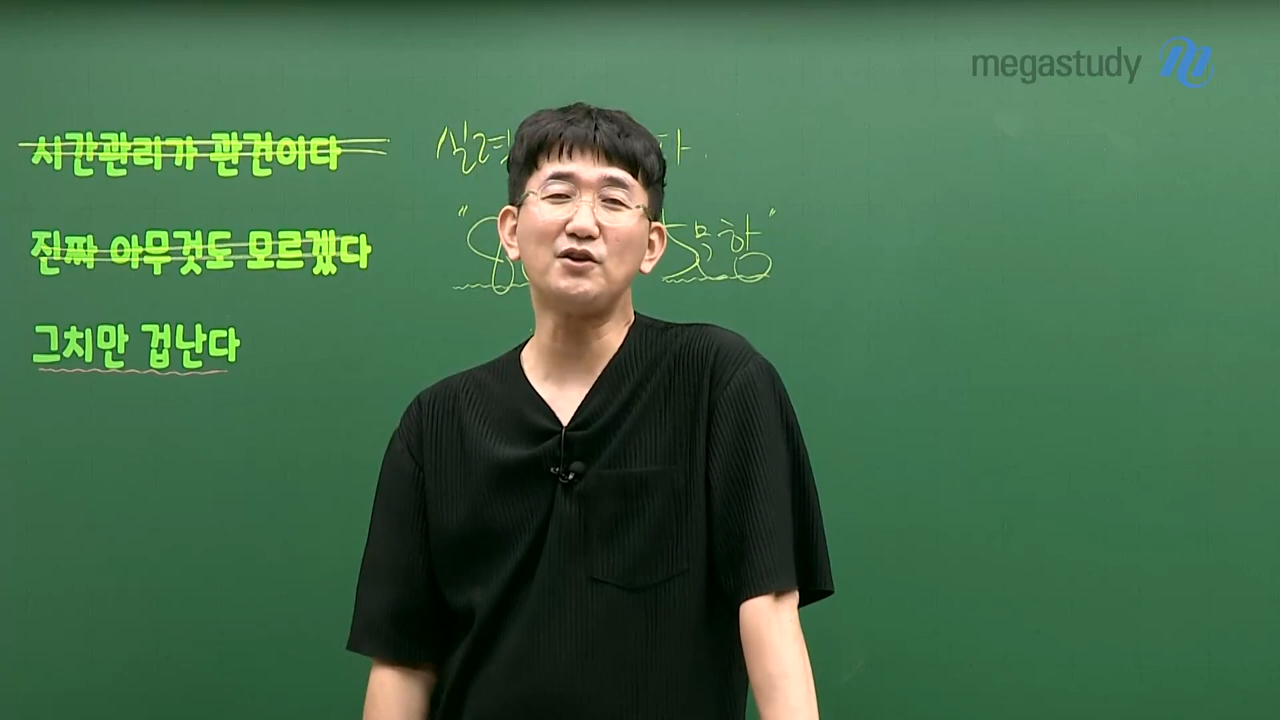 megastudy
시간관리가 관건이다
진짜 아무것도 모르겠다
그치만 겁난다